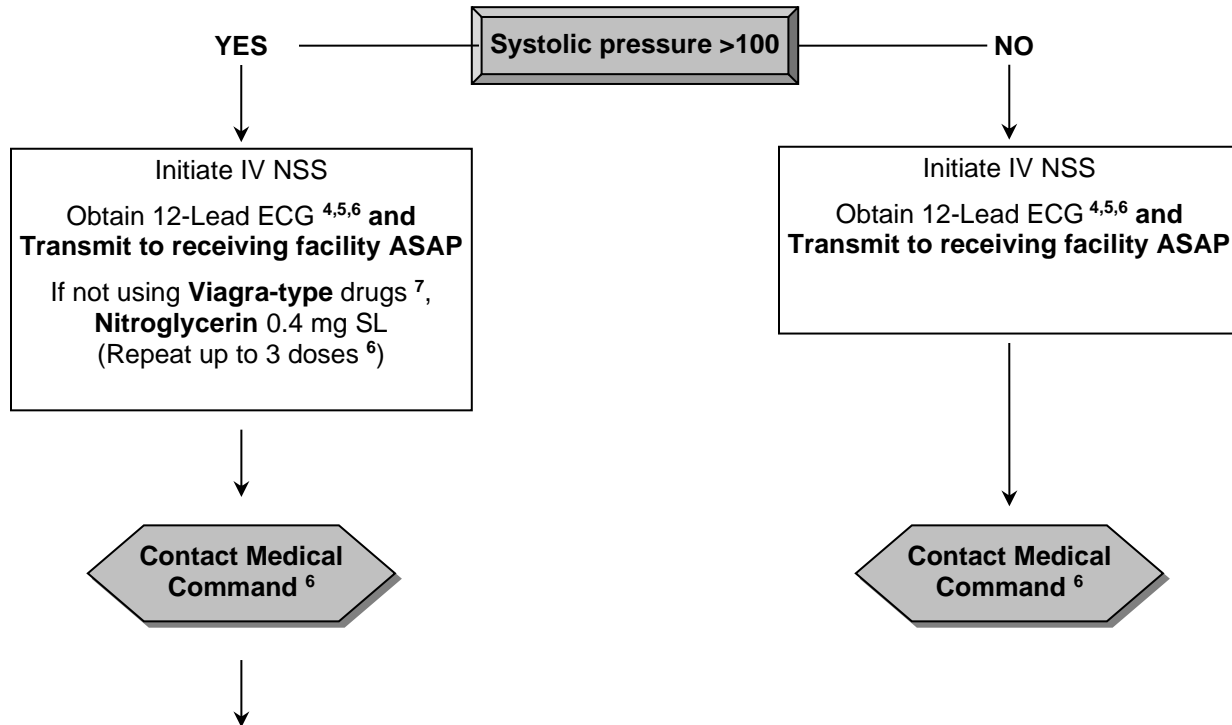 Systolic pressure >100
YES
NO
Initiate IV NSS
Obtain 12-Lead ECG 4,5,6 and
Transmit to receiving facility ASAP
If not using Viagra-type drugs 7,
Nitroglycerin 0.4 mg SL
(Repeat up to 3 doses 6)
Initiate IV NSS
Obtain 12-Lead ECG 4,5,6 and
Transmit to receiving facility ASAP
Contact Medical
Command 6
Contact Medical
Command 6